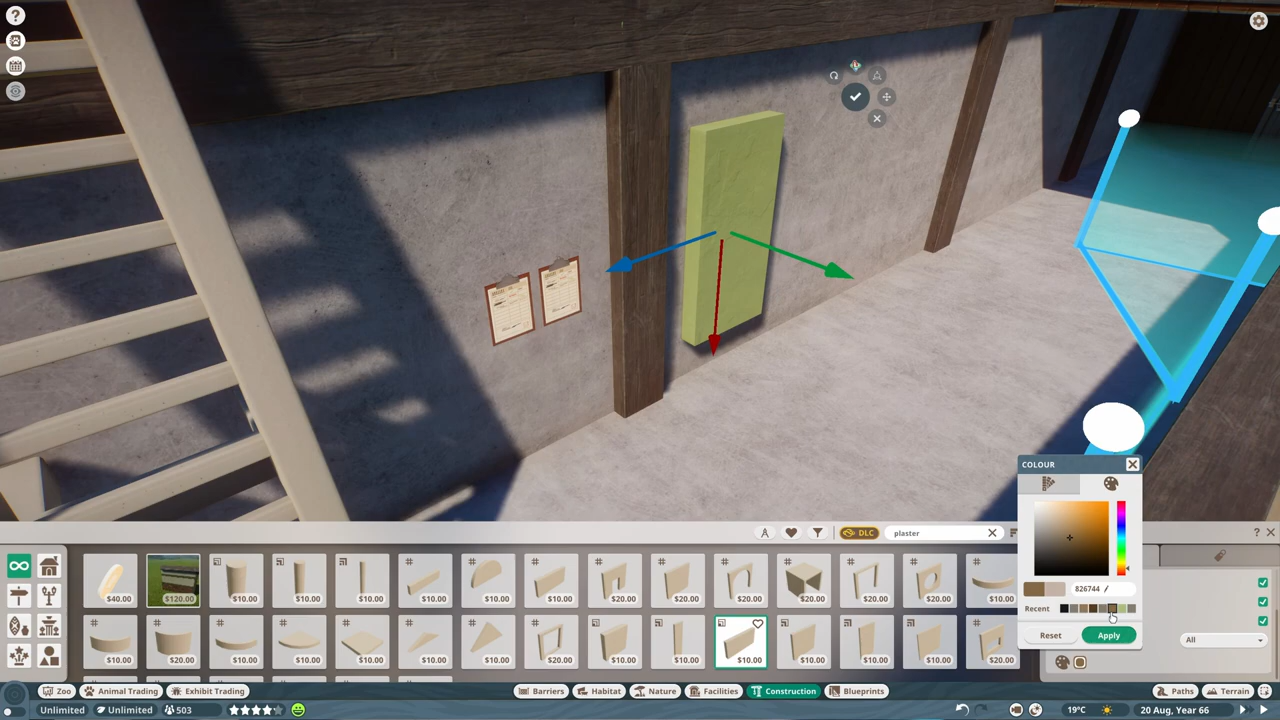 ?
COLOUR
826744 /
Recent
Reset
Apply
DLC
plaster
?
$40.00
$120.00
$10.00
$10.00
$10.00
$10.00
$10.00
$10.00
$20.00
$20.00
$20.00
$20.00
$20.00
$20.00
$10.00
$10.00
$20.00
$10.00
$10.00
$10.00
$10.00
$10.00
$20.00
$10.00
$10.00
$10.00
$10.00
$10.00
$10.00
$20.00
All
Zoo
Animal Trading
Exhibit Trading
Barriers
Habitat
Nature
Facilities
Construction
Blueprints
Paths
Terrain
Unlimited
Unlimited
503
19°C
20 Aug, Year 66